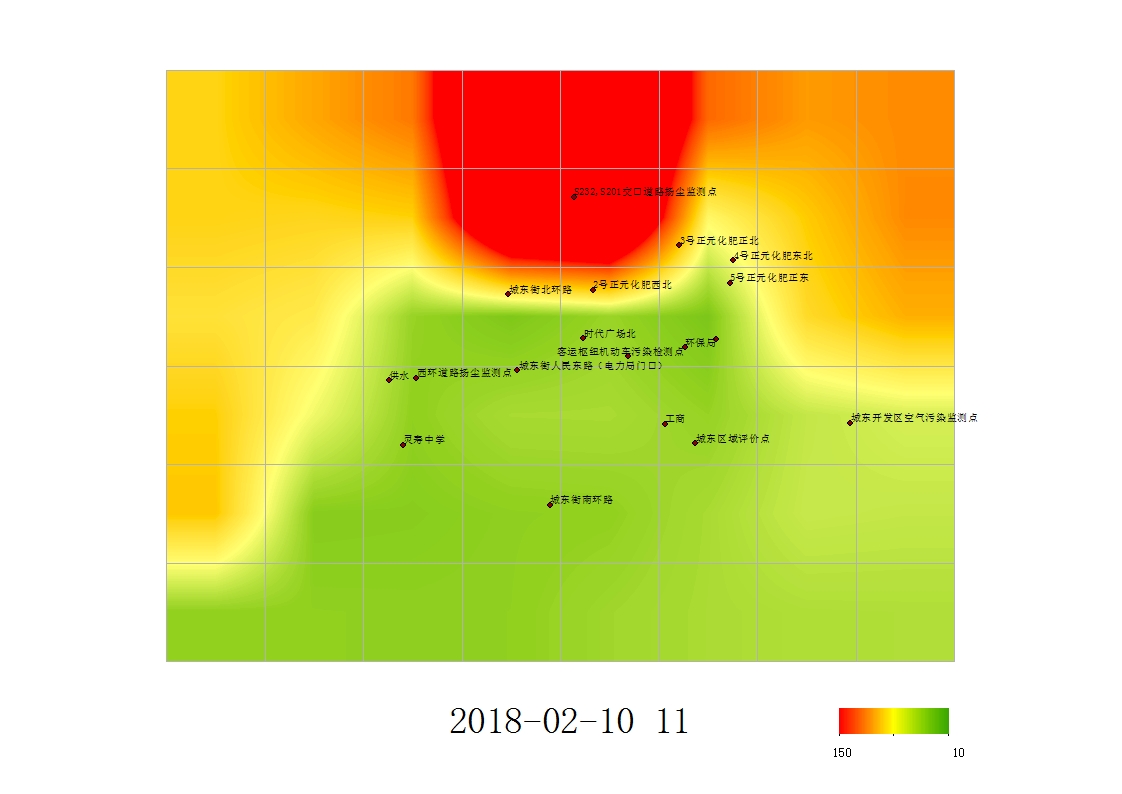 S232,S201交口道路扬尘监测点
3号正元化肥正北
4号正元化肥东北
5号正元化肥正东
城东街北环路
2号正元化肥西北
时代广场北
环保局
客运枢纽机动车污染检测点
城东街人民东路（电力局门口）
供水
西环道路扬尘监测点
工商
城东开发区空气污染监测点
灵寿中学
城东区域评价点
城东街南环路
2018-02-10 11
150
10